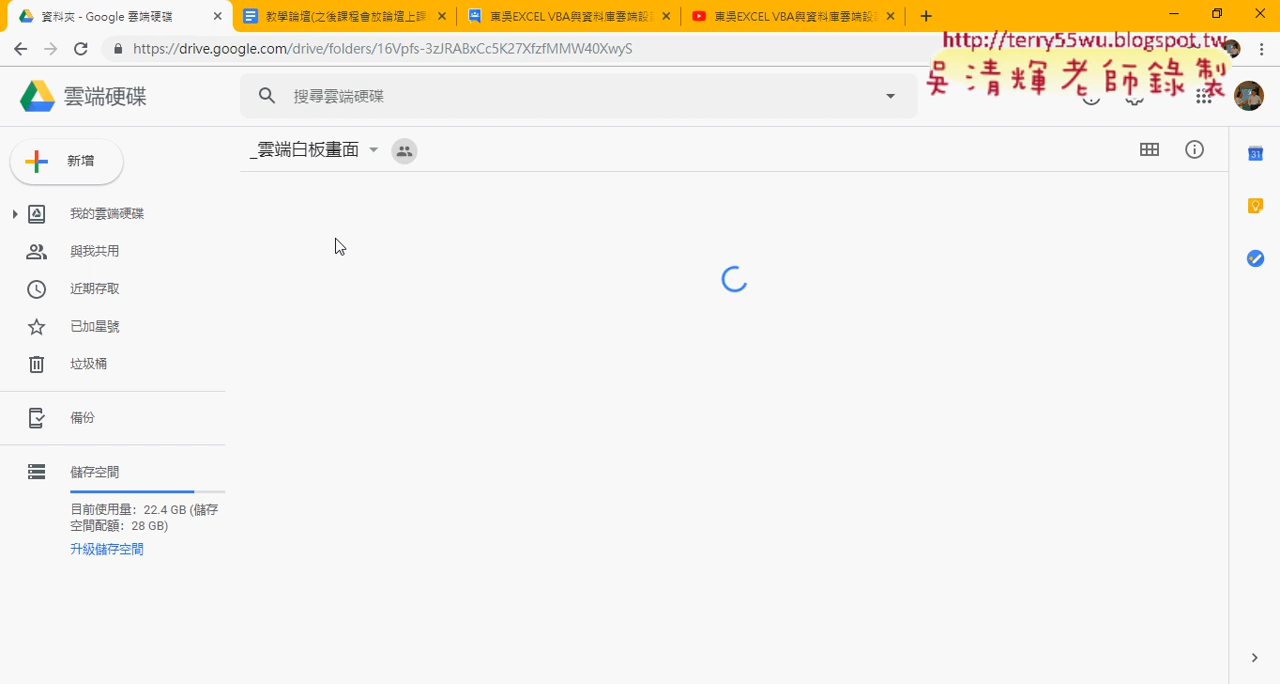 資料夾 - Google 雲端硬碟
教學論壇(之後課程會放論壇上課
東吳EXCEL VBA與資料庫雲端設
東吳EXCEL VBA與資料庫雲端設
https://drive.google.com/drive/folders/16Vpfs-3zJRABxCc5K27XfzfMMW40XwyS
http://terry55wu.blogspot.tw
吳清輝老師錄製
雲端硬碟
搜尋雲端硬碟
新增
_雲端白板畫面
我的雲端硬碟
與我共用
近期存取
已加星號
垃圾桶
備份
儲存空間
目前使用量：22.4 GB (儲存
空間配額：28 GB)
升級儲存空間
31